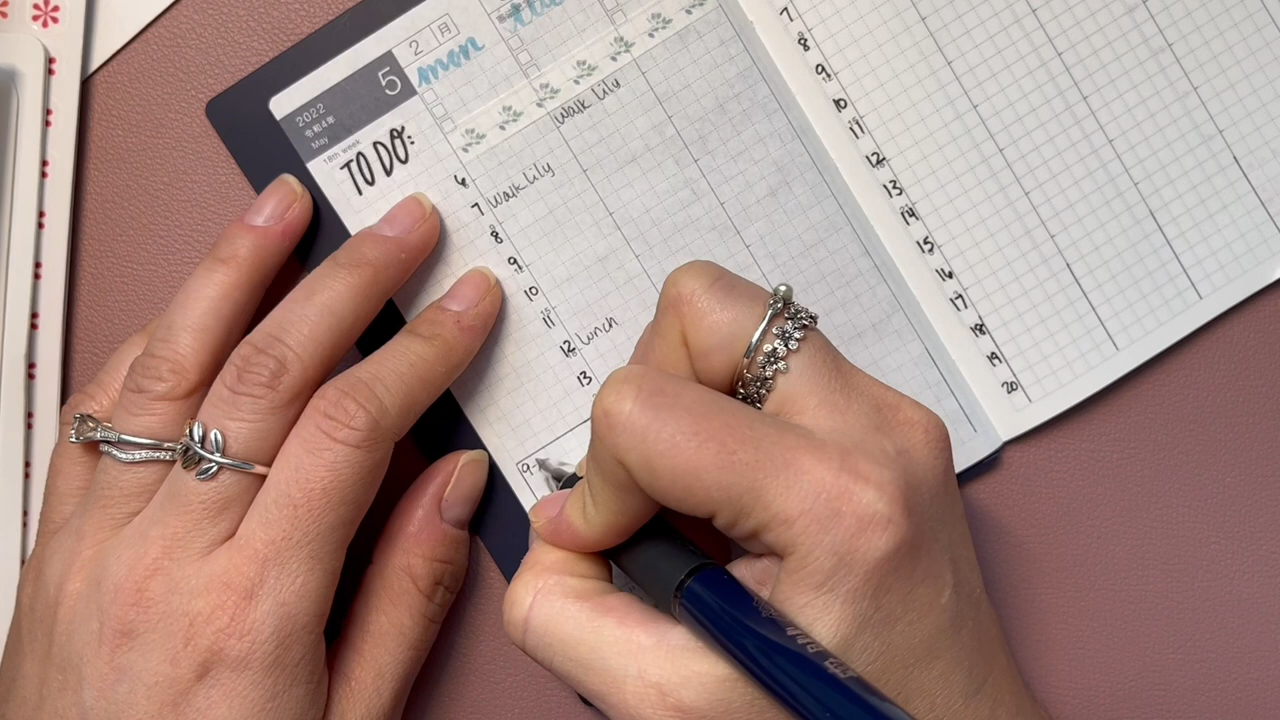 2 月
mon
tue
2022 5
令和4年
May
18th week
TO DO:
Walk Lily
6
Walk Lily
7
8
9
10
11
12 lunch
13
9-
7
8
9
10
11
12
13
14
15
16
17
18
19
20